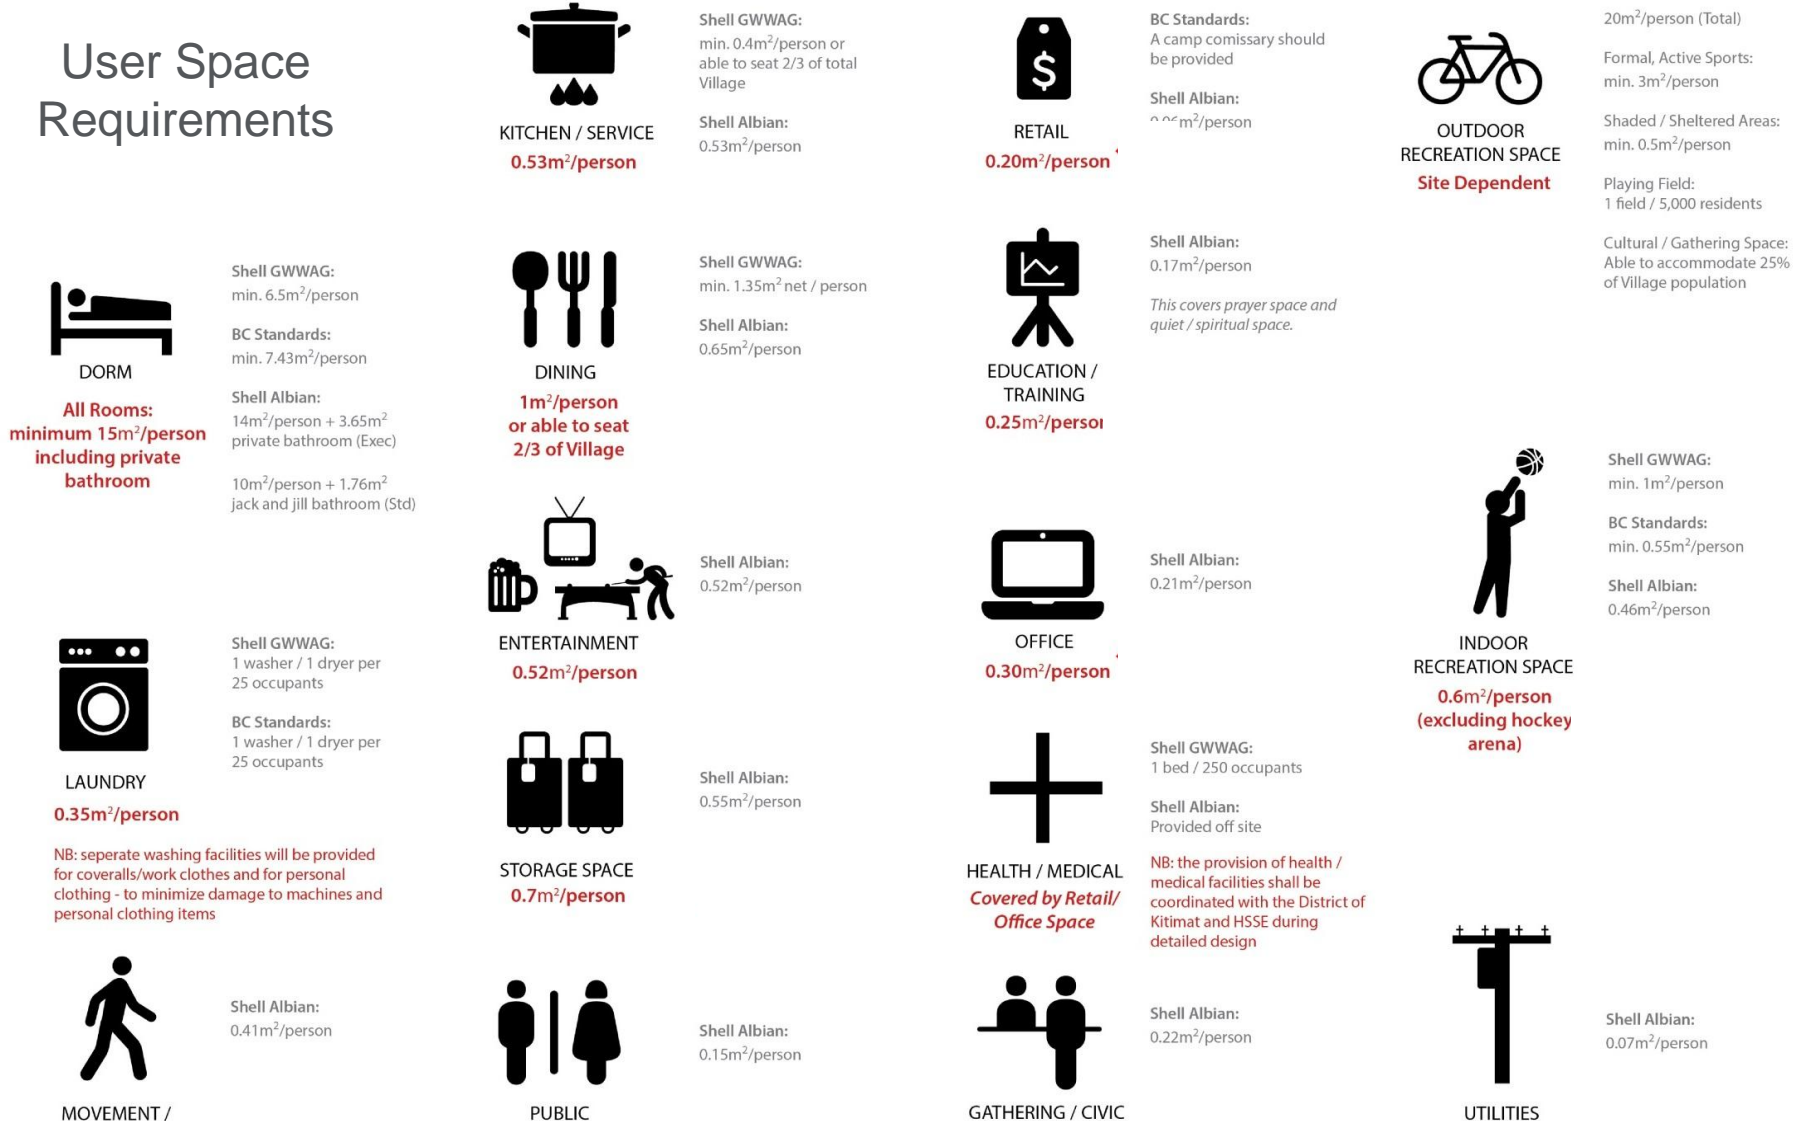 User Space
Requirements
DORM
All Rooms:
minimum 15m²/person
including private
bathroom
Shell GWWAG:
min. 6.5m²/person
BC Standards:
min. 7.43m²/person
Shell Albian:
14m²/person + 3.65m²
private bathroom (Exec)
10m²/person + 1.76m²
jack and jill bathroom (Std)
LAUNDRY
0.35m²/person
Shell GWWAG:
1 washer / 1 dryer per
25 occupants
BC Standards:
1 washer / 1 dryer per
25 occupants
NB: seperate washing facilities will be provided
for coveralls/work clothes and for personal
clothing - to minimize damage to machines and
personal clothing items
Shell Albian:
0.41m²/person
MOVEMENT /
KITCHEN / SERVICE
0.53m²/person
Shell GWWAG:
min. 0.4m²/person or
able to seat 2/3 of total
Village
Shell Albian:
0.53m²/person
DINING
1m²/person
or able to seat
2/3 of Village
Shell GWWAG:
min. 1.35m² net / person
Shell Albian:
0.65m²/person
ENTERTAINMENT
0.52m²/person
Shell Albian:
0.52m²/person
STORAGE SPACE
0.7m²/person
Shell Albian:
0.55m²/person
Shell Albian:
0.15m²/person
PUBLIC
$
RETAIL
0.20m²/person
BC Standards:
A camp comissary should
be provided
Shell Albian:
m²/person
EDUCATION /
TRAINING
0.25m²/person
Shell Albian:
0.17m²/person
This covers prayer space and
quiet / spiritual space.
OFFICE
0.30m²/person
Shell Albian:
0.21m²/person
HEALTH / MEDICAL
Covered by Retail/
Office Space
Shell GWWAG:
1 bed / 250 occupants
Shell Albian:
Provided off site
NB: the provision of health /
medical facilities shall be
coordinated with the District of
Kitimat and HSSE during
detailed design
Shell Albian:
0.22m²/person
GATHERING / CIVIC
OUTDOOR
RECREATION SPACE
Site Dependent
20m²/person (Total)
Formal, Active Sports:
min. 3m²/person
Shaded / Sheltered Areas:
min. 0.5m²/person
Playing Field:
1 field / 5,000 residents
Cultural / Gathering Space:
Able to accommodate 25%
of Village population
INDOOR
RECREATION SPACE
0.6m²/person
(excluding hockey
arena)
Shell GWWAG:
min. 1m²/person
BC Standards:
min. 0.55m²/person
Shell Albian:
0.46m²/person
Shell Albian:
0.07m²/person
UTILITIES